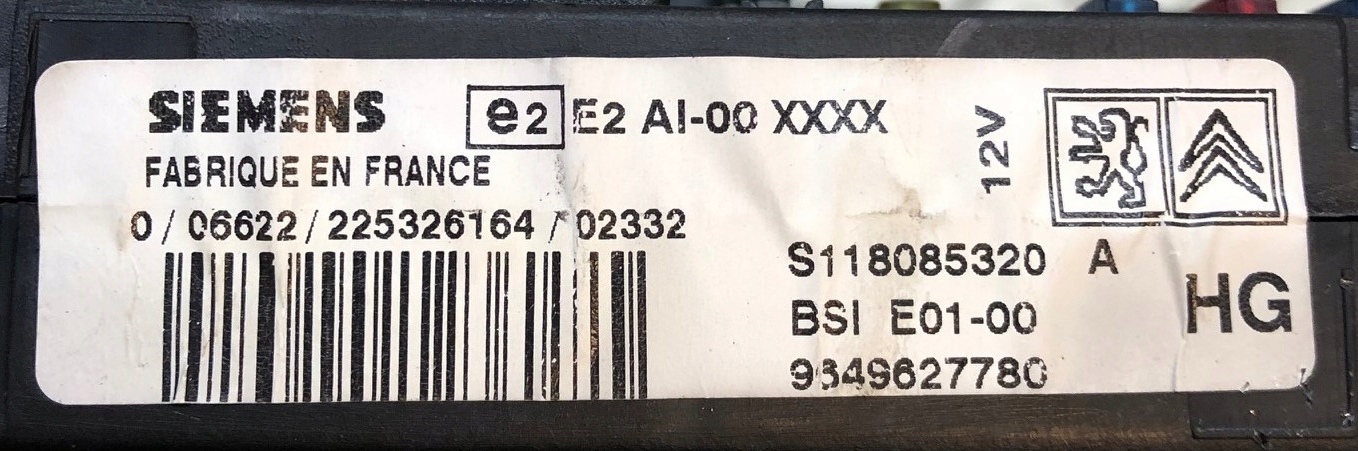 SIEMENS e2 E2 AI-00 XXXX
FABRIQUE EN FRANCE
0 / 06622 / 225326164 / 02332
12V
S118085320 A
BSI E01-00
9649627780
HG